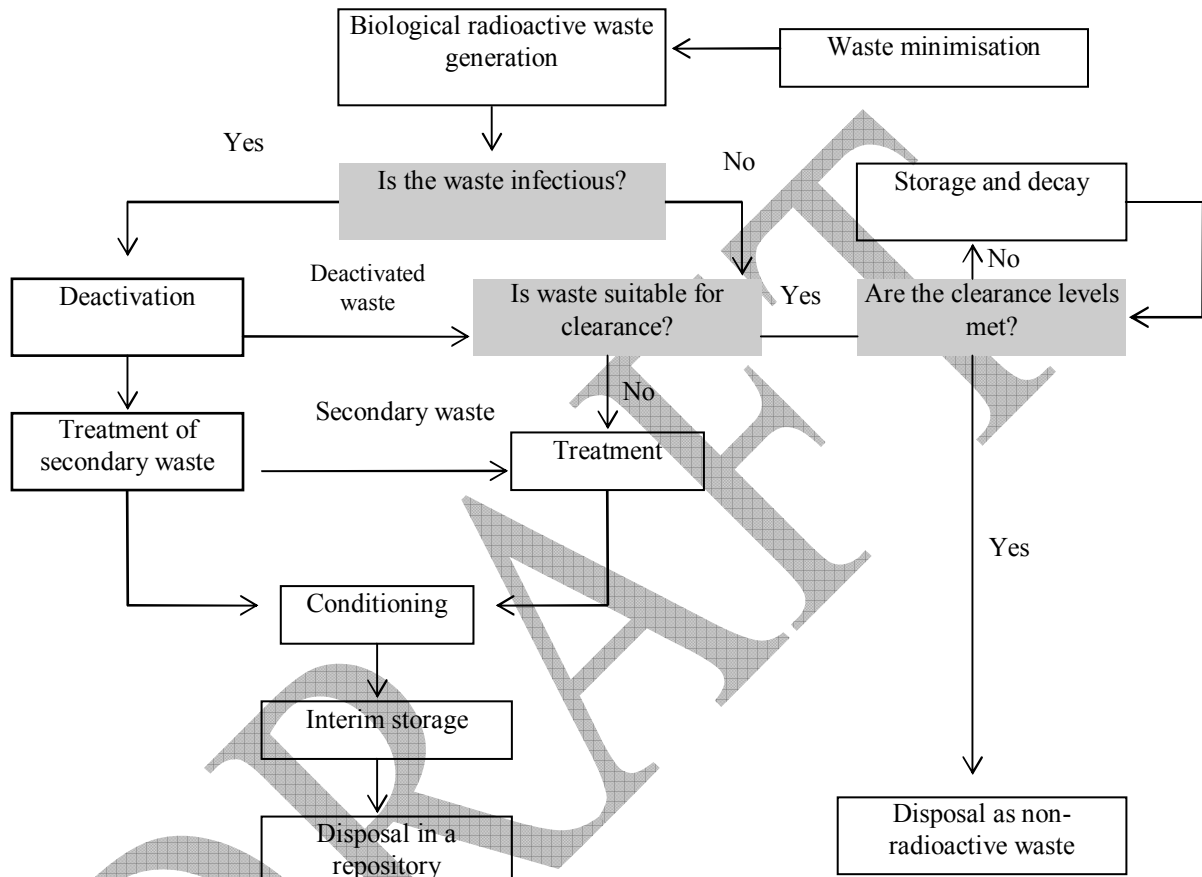 Biological radioactive waste
generation
Waste minimisation
Yes
Is the waste infectious?
No
Storage and decay
No
Deactivation
Deactivated
waste
Is waste suitable for
clearance?
Yes
Are the clearance levels
met?
No
Treatment of
secondary waste
Secondary waste
Treatment
Yes
Conditioning
Interim storage
Disposal in a
repository
Disposal as non-
radioactive waste
DRAFT